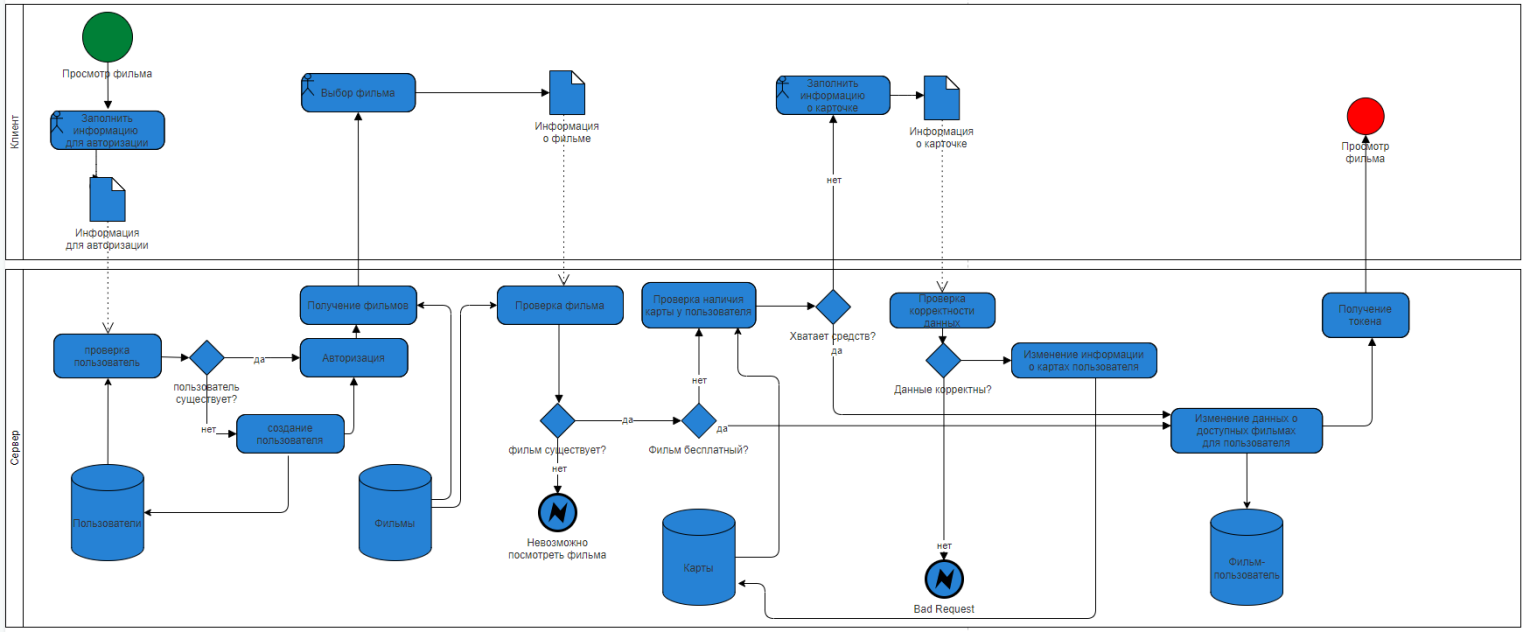 Клиент
Просмотр фильма
Заполнить
информацию
для авторизации
Информация
для авторизации
Выбор фильма
Информация
о фильме
Заполнить
информацию
о карточке
Информация
о карточке
нет
Просмотр
фильма
Сервер
проверка
пользователь
пользователь
существует?
да
нет
создание
пользователя
Авторизация
Получение фильмов
Пользователи
Фильмы
Проверка фильма
фильм существует?
да
нет
Невозможно
посмотреть фильма
Проверка наличия
карты у пользователя
нет
Фильм бесплатный?
да
Карты
Хватает средств?
да
Проверка
корректности
данных
Данные корректны?
нет
Bad Request
Изменение информации
о картах пользователя
Изменение данных о
доступных фильмах
для пользователя
Получение
токена
Фильм-
пользователь